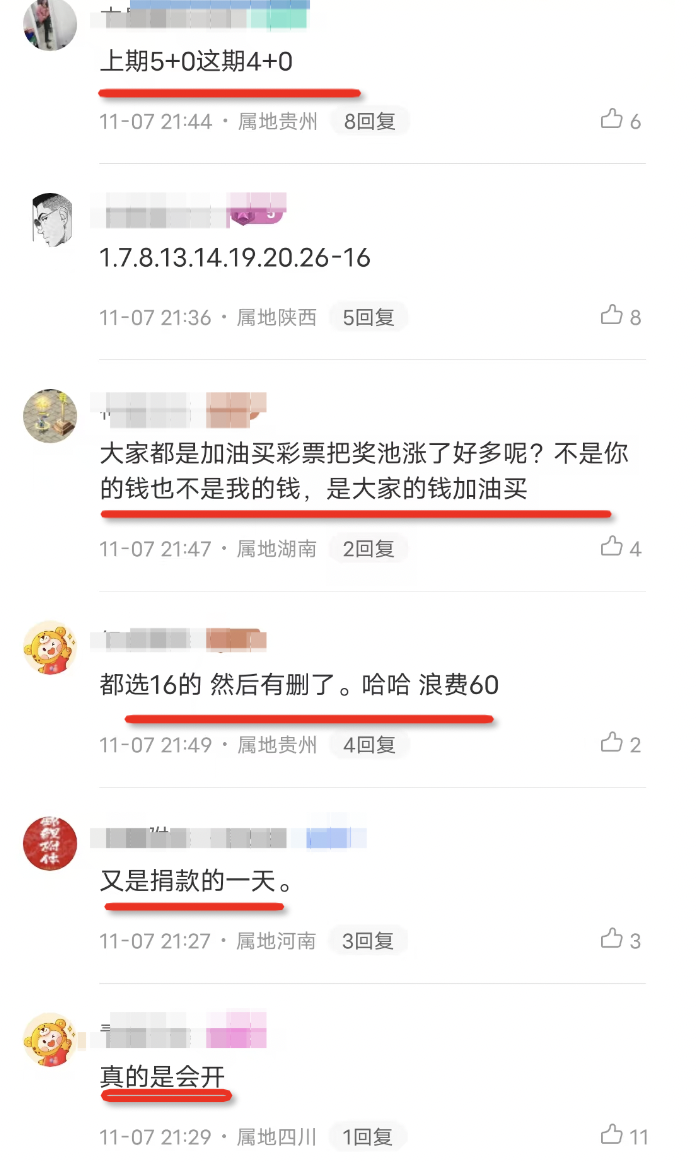 上期5+0这期4+0
11-07 21:44 · 属地贵州 8回复 6
1.7.8.13.14.19.20.26-16
11-07 21:36 · 属地陕西 5回复 8
大家都是加油买彩票把奖池涨了好多呢？不是你
的钱也不是我的钱，是大家的钱加油买
11-07 21:47 · 属地湖南 2回复 4
都选16的 然后有删了。哈哈 浪费60
11-07 21:49 · 属地贵州 4回复 2
又是捐款的一天。
11-07 21:27 · 属地河南 3回复 3
真的是会开
11-07 21:29 · 属地四川 1回复 11